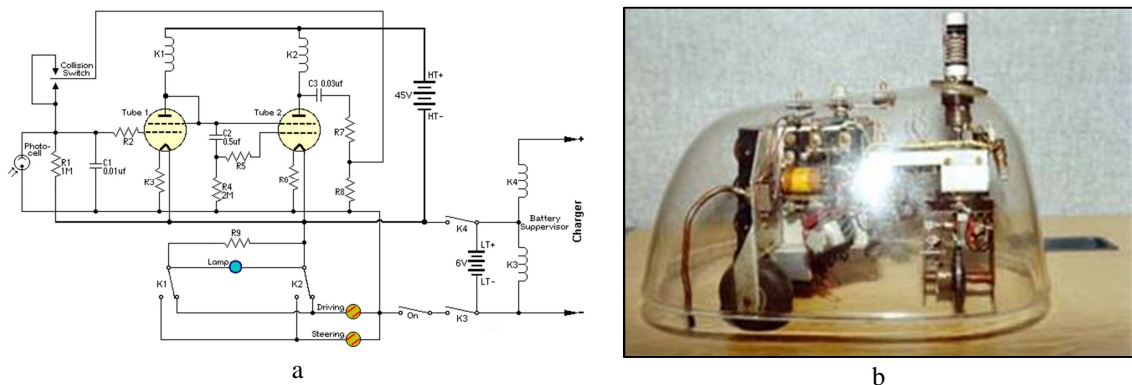 K1
K2
HT+
45V
HT-
Collision
Switch
C3 0.03uf
Tube 1
Tube 2
R7
C2
0.5uf
R2
R5
Photo-
cell
R1
1M
C1
0.01uf
R3
R4
2M
R6
R8
K4
+
K4
Battery
Suppervisor
Charger
R9
LT+
6V
LT-
K3
Lamp
K1
K2
Driving
On
K3
-
Steering
a
b